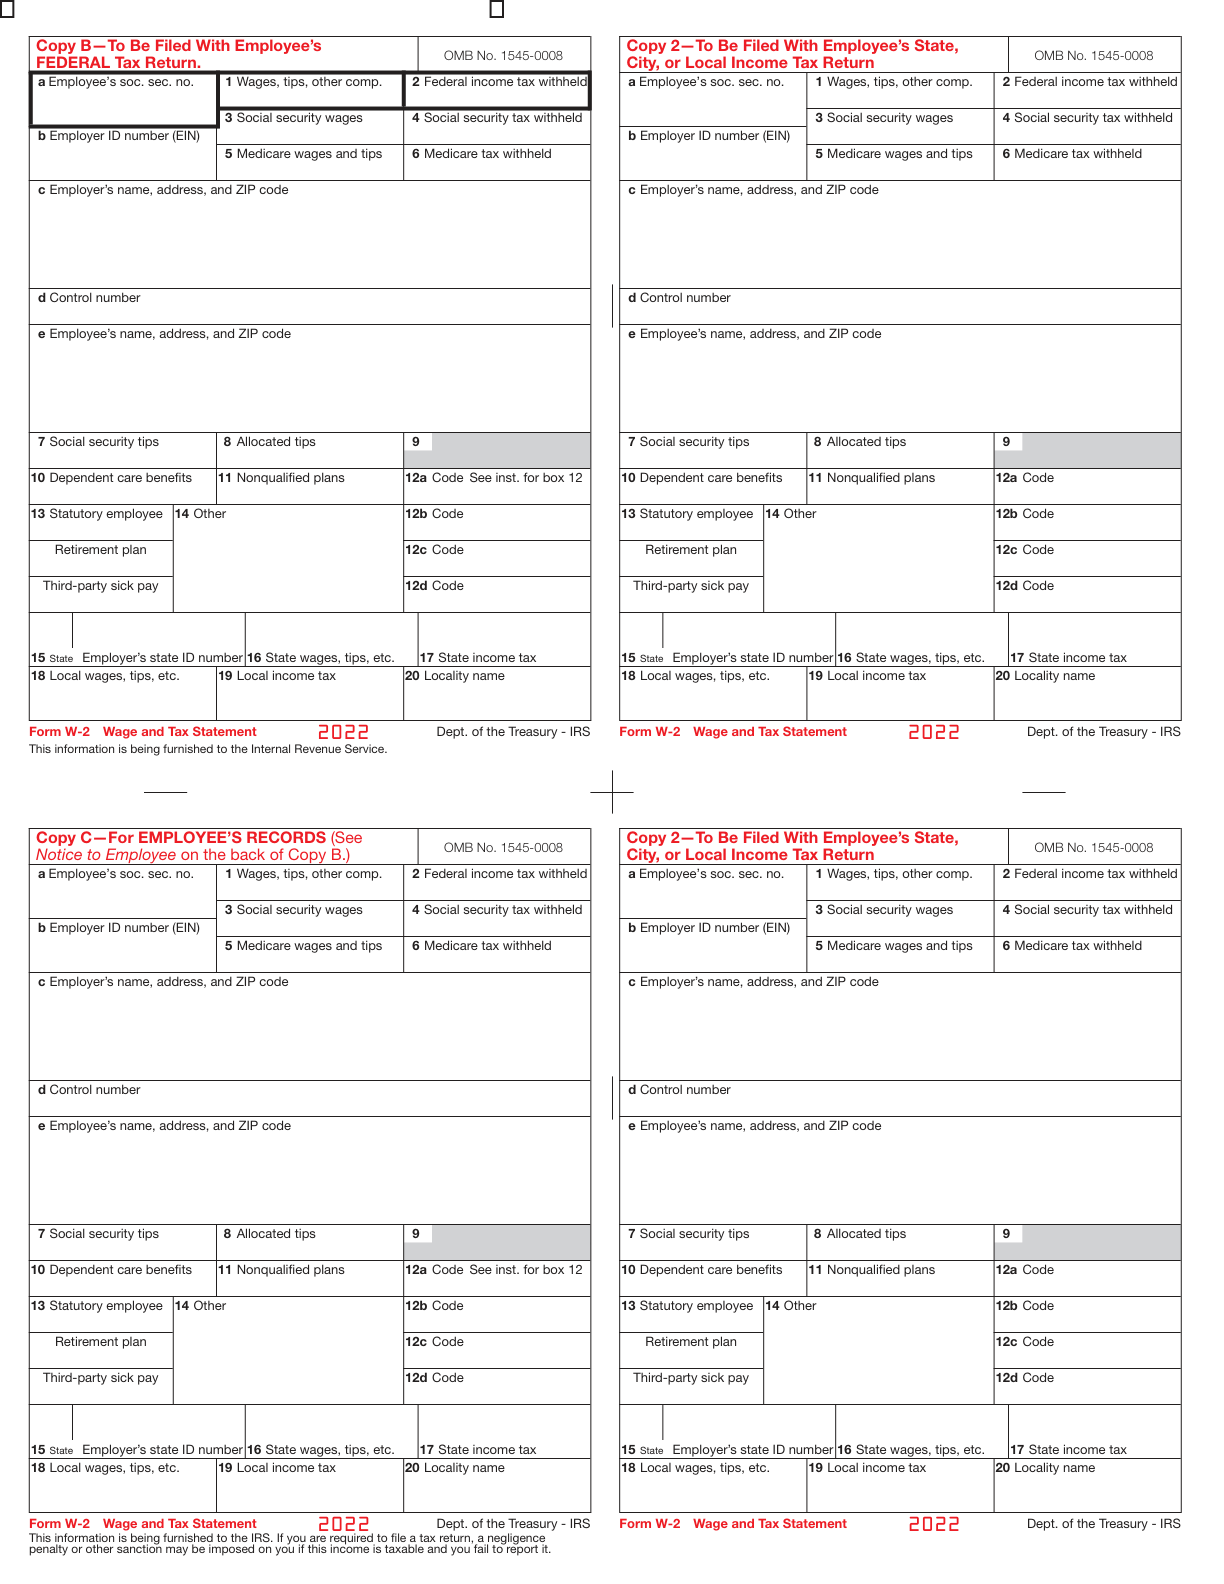 Copy B—To Be Filed With Employee's
FEDERAL Tax Return.
OMB No. 1545-0008
a Employee's soc. sec. no.
1 Wages, tips, other comp.
2 Federal income tax withheld
3 Social security wages
4 Social security tax withheld
b Employer ID number (EIN)
5 Medicare wages and tips
6 Medicare tax withheld
c Employer's name, address, and ZIP code
d Control number
e Employee's name, address, and ZIP code
7 Social security tips
8 Allocated tips
9
10 Dependent care benefits
11 Nonqualified plans
12a Code See inst. for box 12
13 Statutory employee
14 Other
12b Code
Retirement plan
12c Code
Third-party sick pay
12d Code
15 State Employer's state ID number
16 State wages, tips, etc.
17 State income tax
18 Local wages, tips, etc.
19 Local income tax
20 Locality name
Form W-2 Wage and Tax Statement
2022
Dept. of the Treasury - IRS
This information is being furnished to the Internal Revenue Service.
Copy 2—To Be Filed With Employee's State,
City, or Local Income Tax Return
OMB No. 1545-0008
a Employee's soc. sec. no.
1 Wages, tips, other comp.
2 Federal income tax withheld
3 Social security wages
4 Social security tax withheld
b Employer ID number (EIN)
5 Medicare wages and tips
6 Medicare tax withheld
c Employer's name, address, and ZIP code
d Control number
e Employee's name, address, and ZIP code
7 Social security tips
8 Allocated tips
9
10 Dependent care benefits
11 Nonqualified plans
12a Code
13 Statutory employee
14 Other
12b Code
Retirement plan
12c Code
Third-party sick pay
12d Code
15 State Employer's state ID number
16 State wages, tips, etc.
17 State income tax
18 Local wages, tips, etc.
19 Local income tax
20 Locality name
Form W-2 Wage and Tax Statement
2022
Dept. of the Treasury - IRS
Copy C—For EMPLOYEE'S RECORDS (See
Notice to Employee on the back of Copy B.)
OMB No. 1545-0008
a Employee's soc. sec. no.
1 Wages, tips, other comp.
2 Federal income tax withheld
3 Social security wages
4 Social security tax withheld
b Employer ID number (EIN)
5 Medicare wages and tips
6 Medicare tax withheld
c Employer's name, address, and ZIP code
d Control number
e Employee's name, address, and ZIP code
7 Social security tips
8 Allocated tips
9
10 Dependent care benefits
11 Nonqualified plans
12a Code See inst. for box 12
13 Statutory employee
14 Other
12b Code
Retirement plan
12c Code
Third-party sick pay
12d Code
15 State Employer's state ID number
16 State wages, tips, etc.
17 State income tax
18 Local wages, tips, etc.
19 Local income tax
20 Locality name
Form W-2 Wage and Tax Statement
2022
Dept. of the Treasury - IRS
This information is being furnished to the IRS. If you are required to file a tax return, a negligence
penalty or other sanction may be imposed on you if this income is taxable and you fail to report it.
Copy 2—To Be Filed With Employee's State,
City, or Local Income Tax Return
OMB No. 1545-0008
a Employee's soc. sec. no.
1 Wages, tips, other comp.
2 Federal income tax withheld
3 Social security wages
4 Social security tax withheld
b Employer ID number (EIN)
5 Medicare wages and tips
6 Medicare tax withheld
c Employer's name, address, and ZIP code
d Control number
e Employee's name, address, and ZIP code
7 Social security tips
8 Allocated tips
9
10 Dependent care benefits
11 Nonqualified plans
12a Code
13 Statutory employee
14 Other
12b Code
Retirement plan
12c Code
Third-party sick pay
12d Code
15 State Employer's state ID number
16 State wages, tips, etc.
17 State income tax
18 Local wages, tips, etc.
19 Local income tax
20 Locality name
Form W-2 Wage and Tax Statement
2022
Dept. of the Treasury - IRS